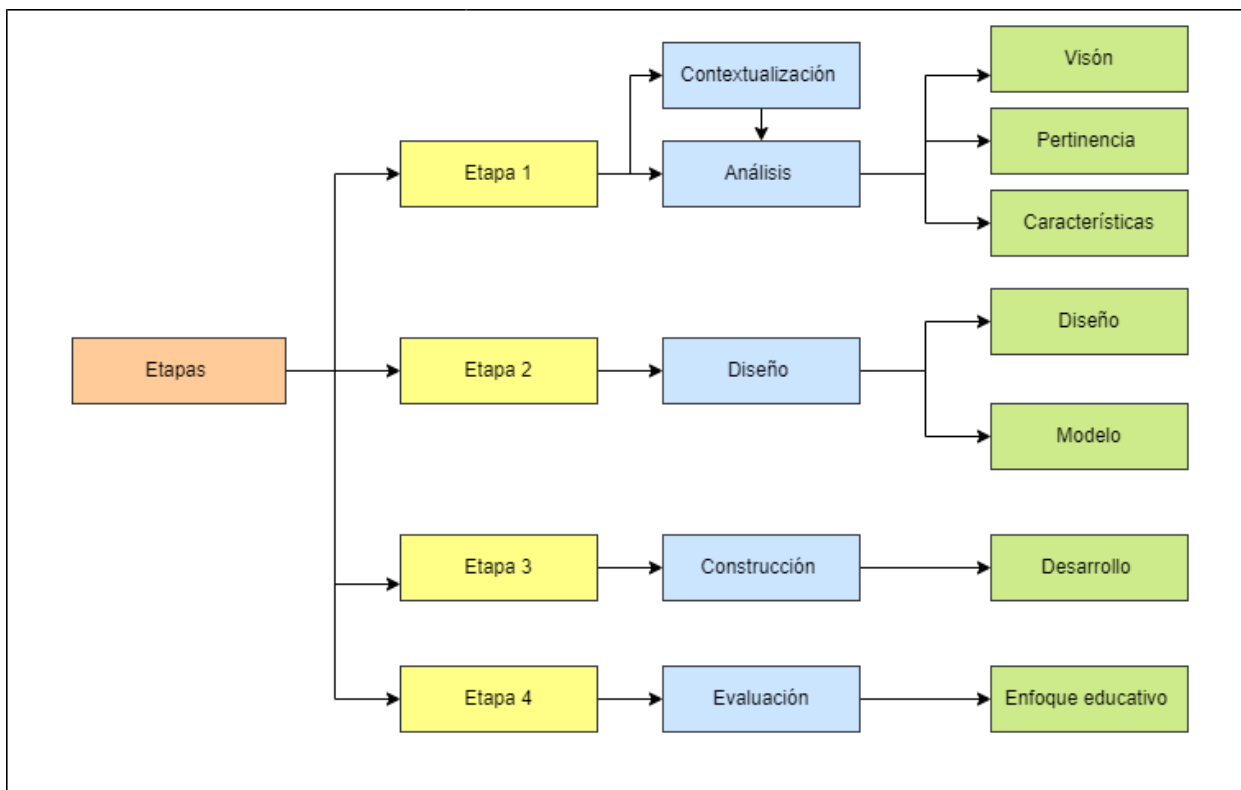 Contextualización
Visón
Etapa 1
Análisis
Pertinencia
Característícas
Etapas
Etapa 2
Diseño
Diseño
Modelo
Etapa 3
Construcción
Desarrollo
Etapa 4
Evaluación
Enfoque educativo